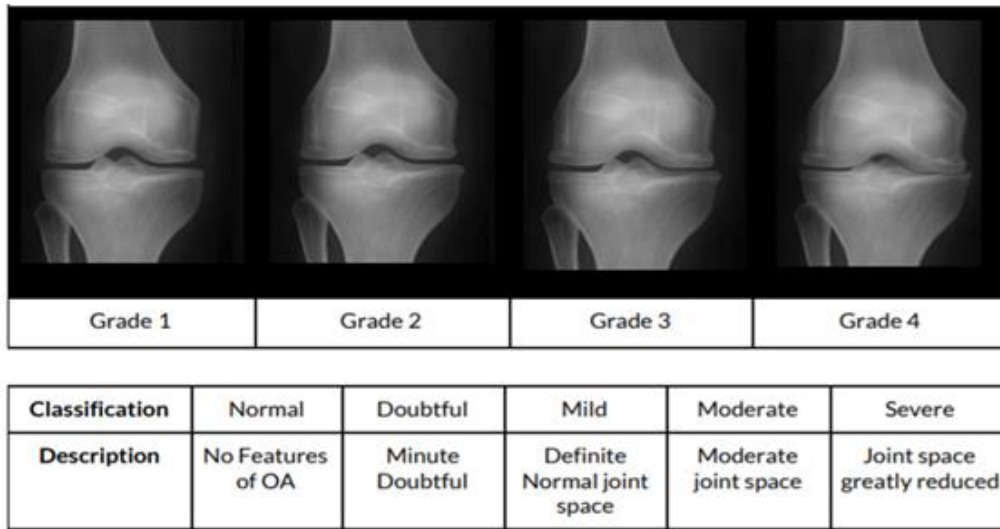 Grade 1 Grade 2 Grade 3 Grade 4
Classification Normal Doubtful Mild Moderate Severe
Description No Features of OA Minute Doubtful Definite Normal joint space Moderate joint space Joint space greatly reduced